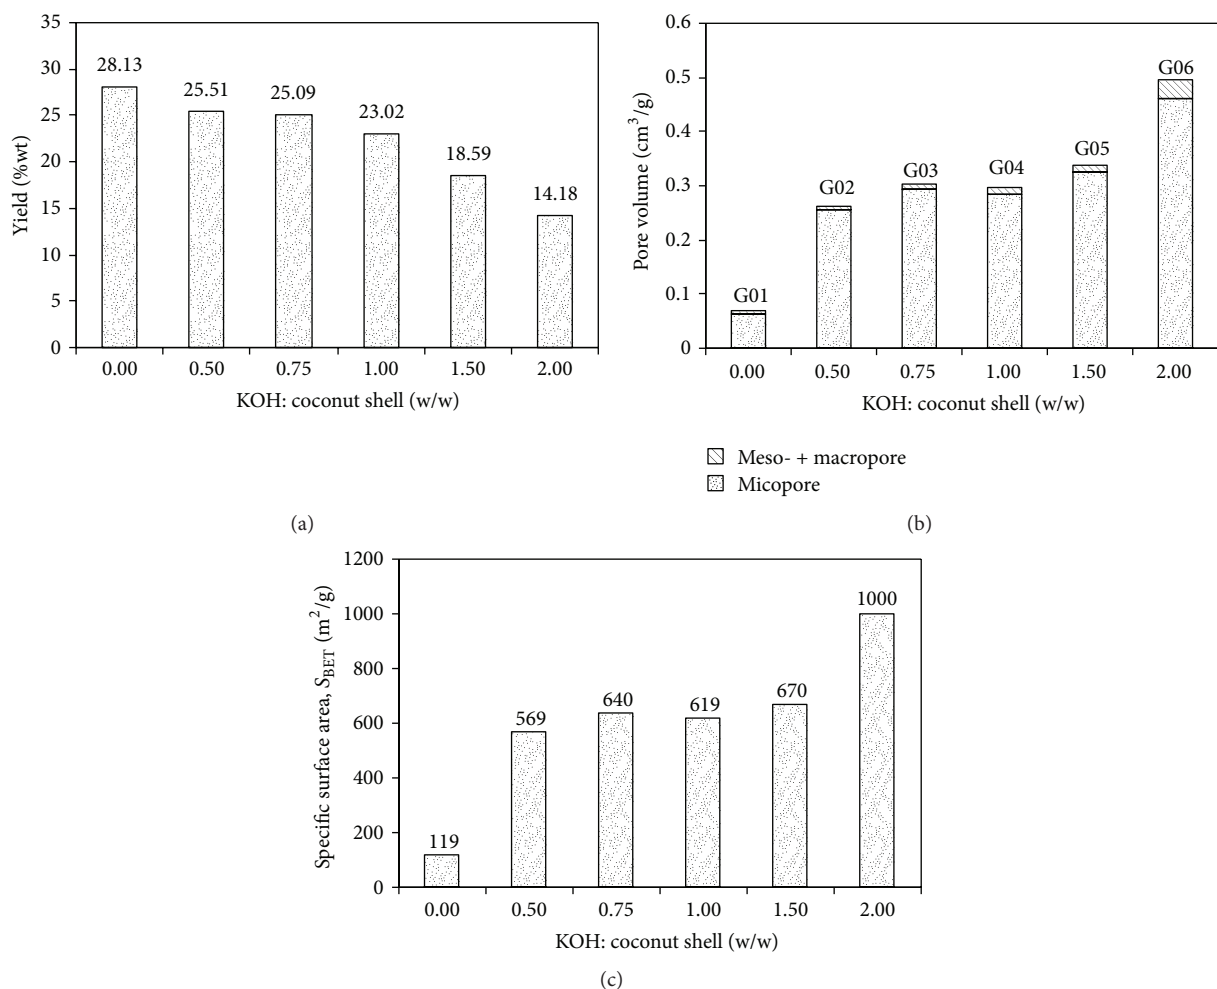 35
30
25
20
15
10
5
0
Yield (%wt)
28.13
25.51
25.09
23.02
18.59
14.18
0.00 0.50 0.75 1.00 1.50 2.00
KOH: coconut shell (w/w)
(a)
0.6
0.5
0.4
0.3
0.2
0.1
0
Pore volume (cm³/g)
G01
G02
G03
G04
G05
G06
0.00 0.50 0.75 1.00 1.50 2.00
KOH: coconut shell (w/w)
Meso- + macropore
Micopore
(b)
1200
1000
800
600
400
200
0
Specific surface area, S_BET (m²/g)
119
569
640
619
670
1000
0.00 0.50 0.75 1.00 1.50 2.00
KOH: coconut shell (w/w)
(c)